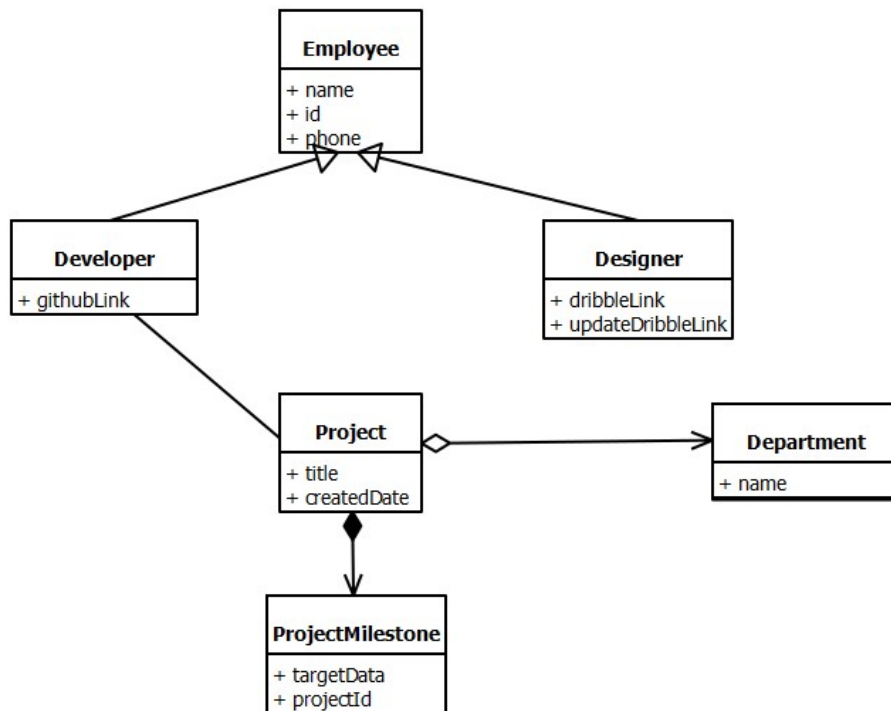 Employee
+ name
+ id
+ phone
Developer
+ githubLink
Designer
+ dribbleLink
+ updateDribbleLink
Project
+ title
+ createdDate
Department
+ name
ProjectMilestone
+ targetData
+ projectId